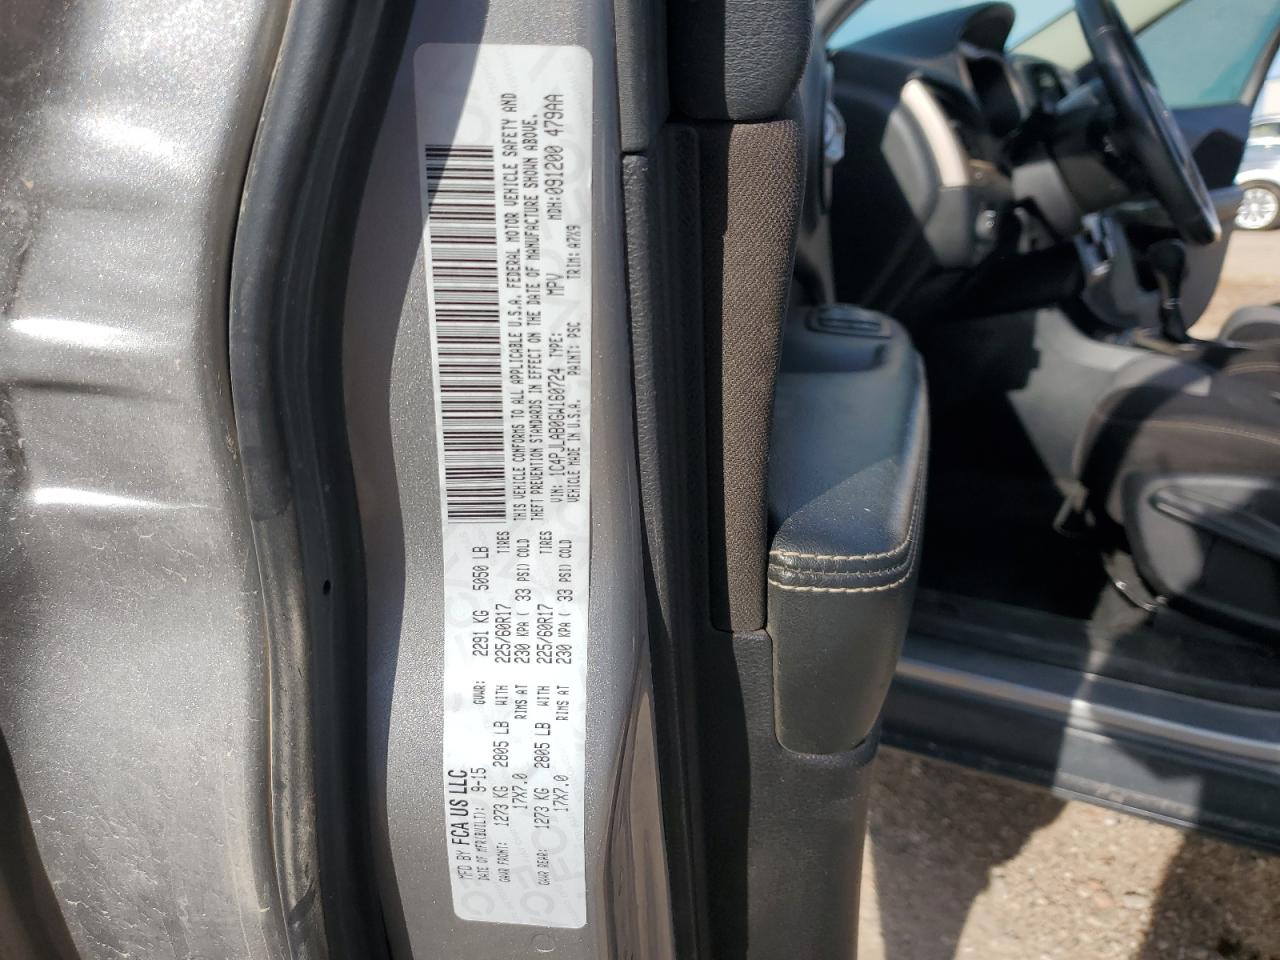 MFD BY FCA US LLC
DATE OF MFR(BUILT): 9-15 GVWR: 2291 KG 5050 LB
GAWR FRONT: 1273 KG 2805 LB WITH 225/60R17 TIRES
17X7.0 RIMS AT 230 KPA ( 33 PSI) COLD
GAWR REAR: 1273 KG 2805 LB WITH 225/60R17 TIRES
17X7.0 RIMS AT 230 KPA ( 33 PSI) COLD
THIS VEHICLE CONFORMS TO ALL APPLICABLE U.S.A. FEDERAL MOTOR VEHICLE SAFETY AND
THEFT PREVENTION STANDARDS IN EFFECT ON THE DATE OF MANUFACTURE SHOWN ABOVE.
VIN: 1C4PJLAB0GW160724 TYPE: MPV MDH:091200 479AA
VEHICLE MADE IN U.S.A. PAINT: PSC TRIM: A7X9